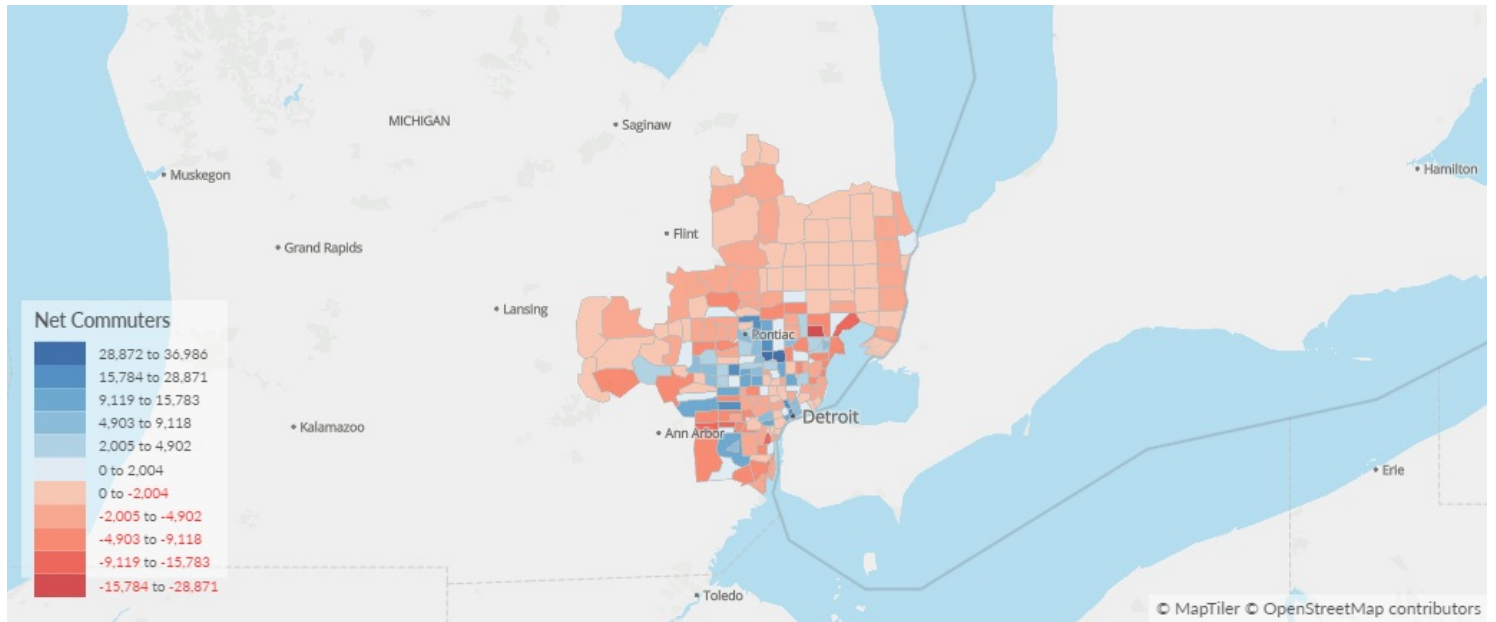 MICHIGAN
Saginaw
Muskegon
Hamilton
Flint
Grand Rapids
Lansing
Net Commuters
28,872 to 36,986
15,784 to 28,871
9,119 to 15,783
4,903 to 9,118
2,005 to 4,902
0 to 2,004
0 to -2,004
-2,005 to -4,902
-4,903 to -9,118
-9,119 to -15,783
-15,784 to -28,871
Pontiac
Detroit
Kalamazoo
Ann Arbor
Erie
Toledo
© MapTiler © OpenStreetMap contributors